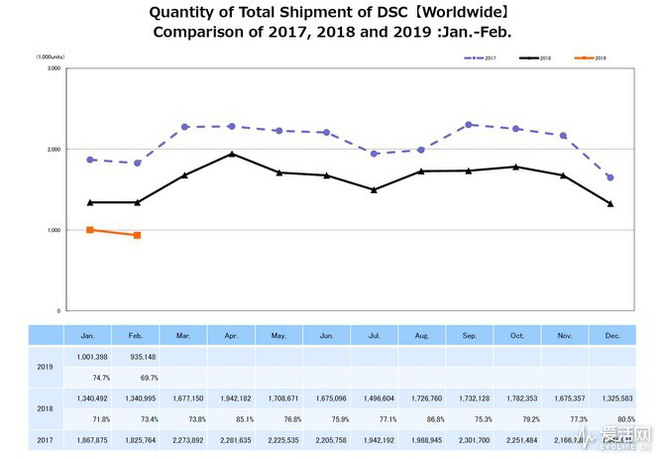 Quantity of Total Shipment of DSC【Worldwide】
Comparison of 2017, 2018 and 2019 :Jan.-Feb.
(1,000units)
2017 2018 2019
3,000
2,000
1,000
0
Jan. Feb. Mar. Apr. May. Jun. Jul. Aug. Sep. Oct. Nov. Dec.
2019 1,001,398 935,148
74.7% 69.7%
2018 1,340,492 1,340,995 1,677,150 1,942,182 1,708,671 1,675,096 1,496,604 1,726,760 1,732,128 1,782,353 1,675,357 1,325,583
71.8% 73.4% 73.8% 85.1% 76.8% 75.9% 77.1% 86.8% 75.3% 79.2% 77.3% 80.5%
2017 1,867,875 1,825,764 2,273,892 2,281,635 2,225,535 2,205,758 1,942,192 1,988,945 2,301,700 2,251,484
爱活网
EVOLIFE.CN